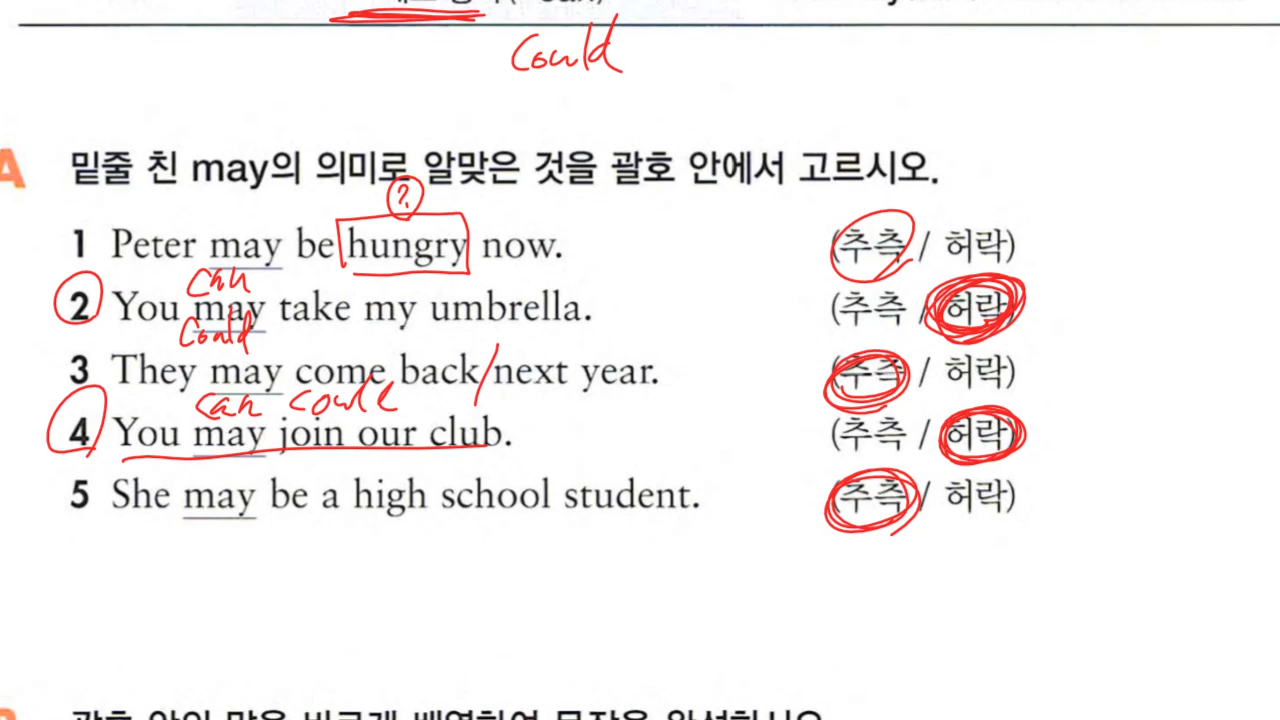 could
A 밑줄 친 may의 의미로 알맞은 것을 괄호 안에서 고르시오.
?
1 Peter may be hungry now. (추측 / 허락)
can
2 You may take my umbrella. (추측 / 허락)
could
3 They may come back/next year. (추측 / 허락)
can could
4 You may join our club. (추측 / 허락)
5 She may be a high school student. (추측 / 허락)